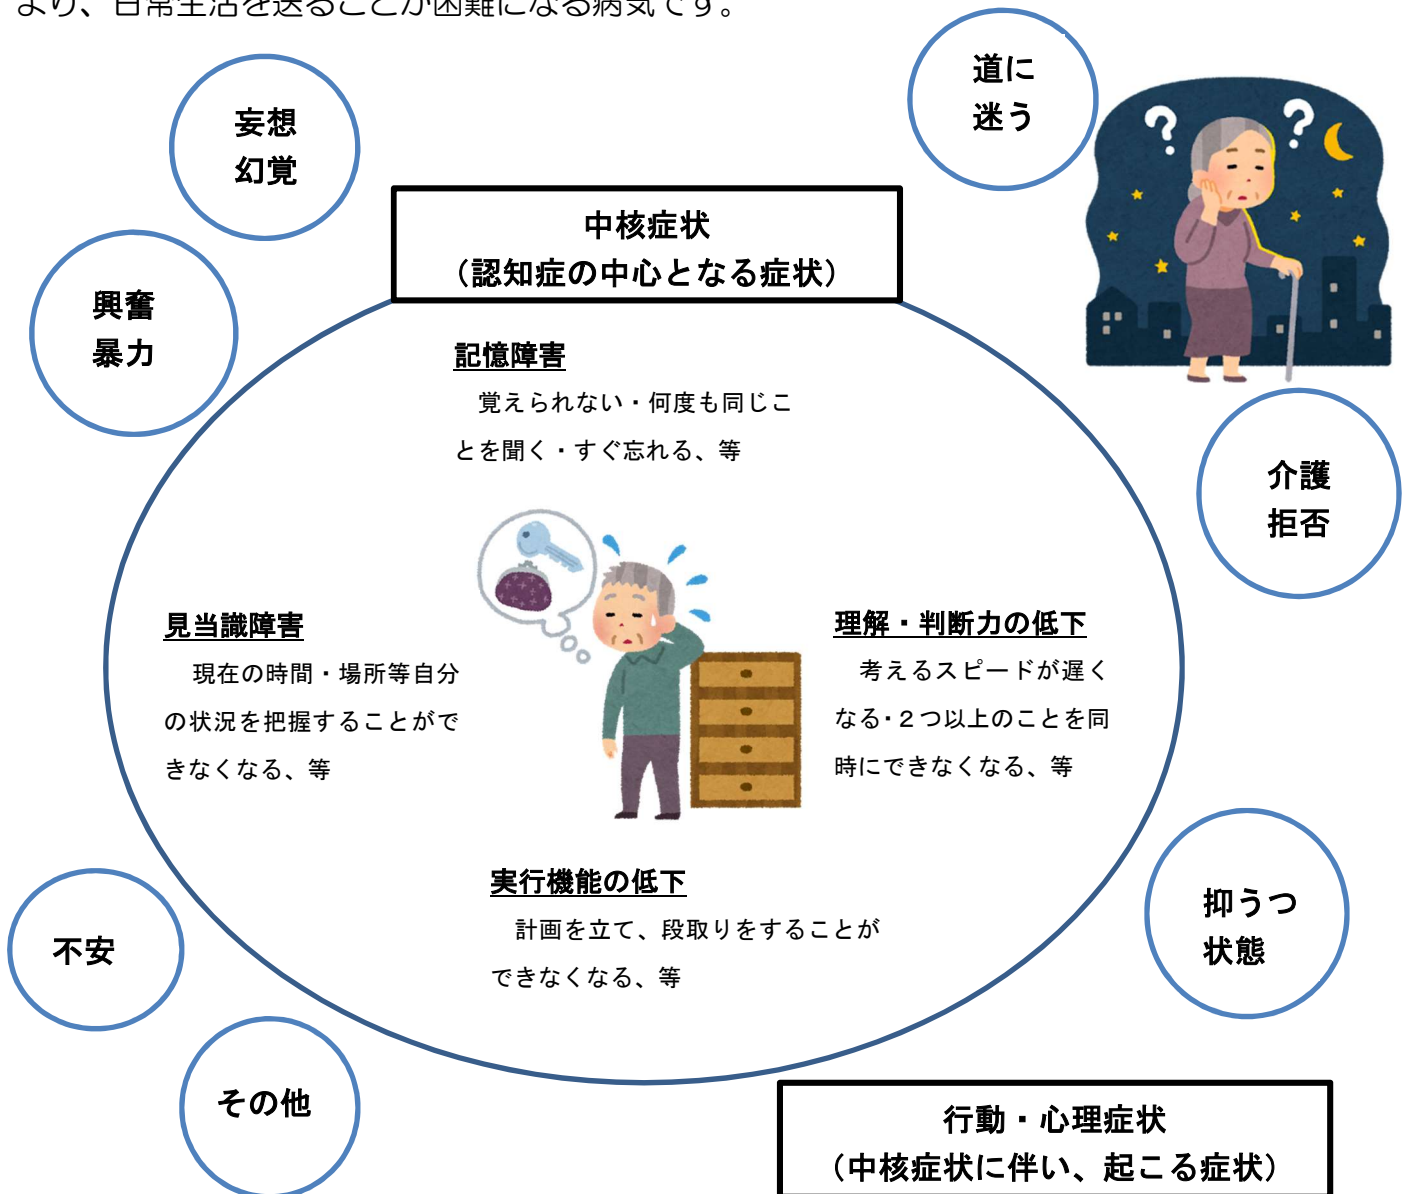 より、日常生活を送ることが困難になる病気です。
道に
迷う
妄想
幻覚
中核症状
（認知症の中心となる症状）
興奮
暴力
記憶障害
覚えられない・何度も同じこ
とを聞く・すぐ忘れる、等
介護
拒否
見当識障害
現在の時間・場所等自分
の状況を把握することがで
きなくなる、等
理解・判断力の低下
考えるスピードが遅く
なる・２つ以上のことを同
時にできなくなる、等
実行機能の低下
計画を立て、段取りをすることが
できなくなる、等
抑うつ
状態
不安
その他
行動・心理症状
（中核症状に伴い、起こる症状）
？
？